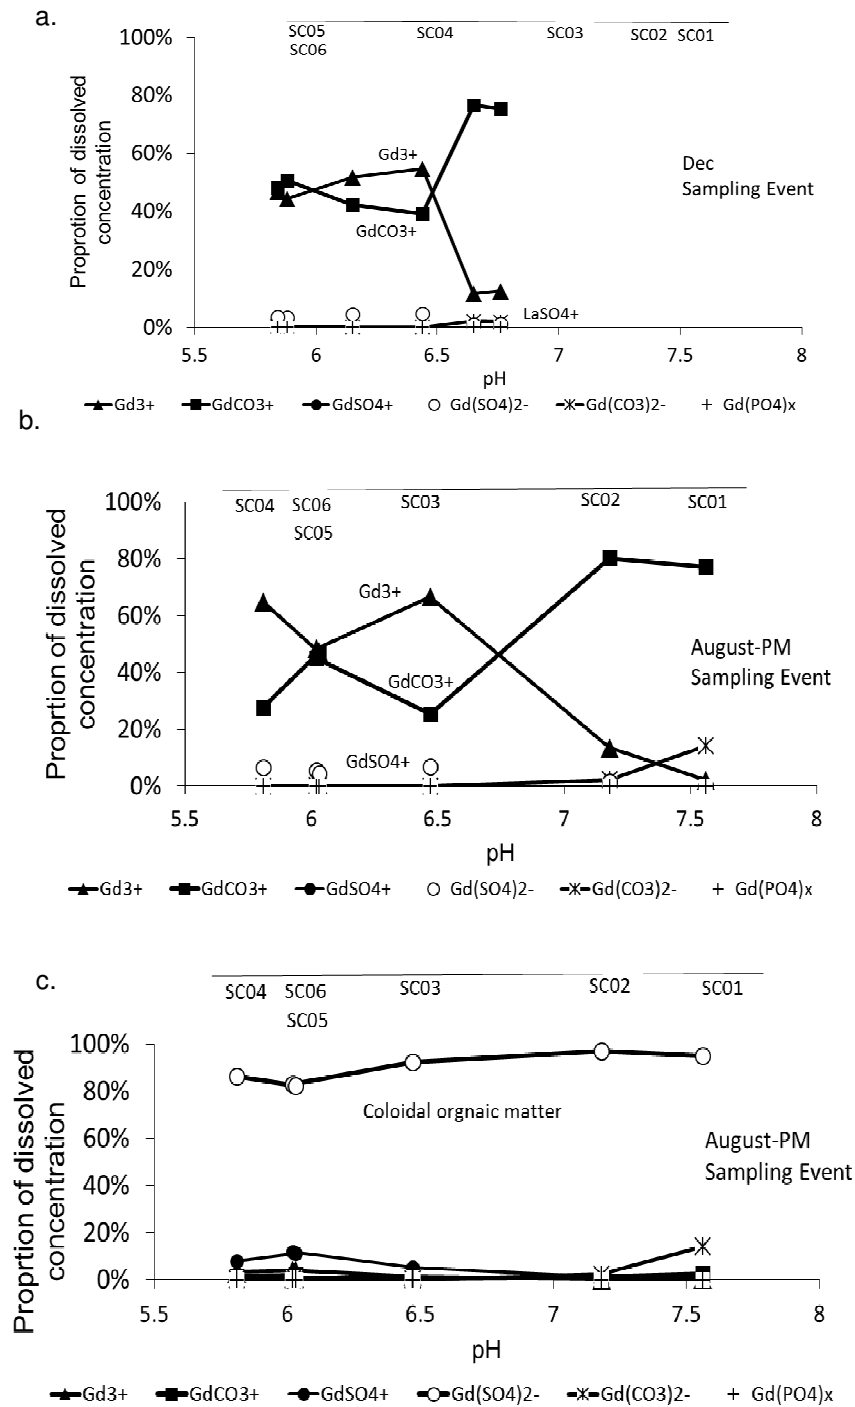 a.
SC05 SC04 SC03 SC02 SC01
SC06
100%
80%
60%
40%
20%
0%
Proprotion of dissolved
concentration
Gd3+
GdCO3+
LaSO4+
Dec
Sampling Event
5.5 6 6.5 7 7.5 8
pH
Gd3+ GdCO3+ GdSO4+ Gd(SO4)2- Gd(CO3)2- Gd(PO4)x
b.
SC04 SC06 SC03 SC02 SC01
SC05
100%
80%
60%
40%
20%
0%
Proprtion of dissolved
concentration
Gd3+
GdCO3+
GdSO4+
August-PM
Sampling Event
5.5 6 6.5 7 7.5 8
pH
Gd3+ GdCO3+ GdSO4+ Gd(SO4)2- Gd(CO3)2- Gd(PO4)x
c.
SC04 SC06 SC03 SC02 SC01
SC05
100%
80%
60%
40%
20%
0%
Proprtion of dissolved
concentration
Coloidal orgnaic matter
August-PM
Sampling Event
5.5 6 6.5 7 7.5 8
pH
Gd3+ GdCO3+ GdSO4+ Gd(SO4)2- Gd(CO3)2- Gd(PO4)x